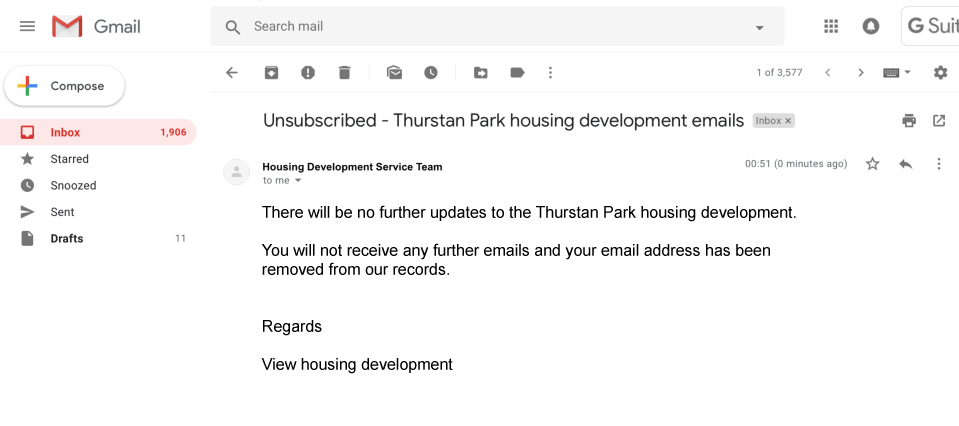 Gmail
Search mail
G Suit
Compose
1 of 3,577
Unsubscribed - Thurstan Park housing development emails Inbox ×
Inbox 1,906
Starred
Snoozed
Sent
Drafts 11
Housing Development Service Team
00:51 (0 minutes ago)
to me
There will be no further updates to the Thurstan Park housing development.
You will not receive any further emails and your email address has been
removed from our records.
Regards
View housing development